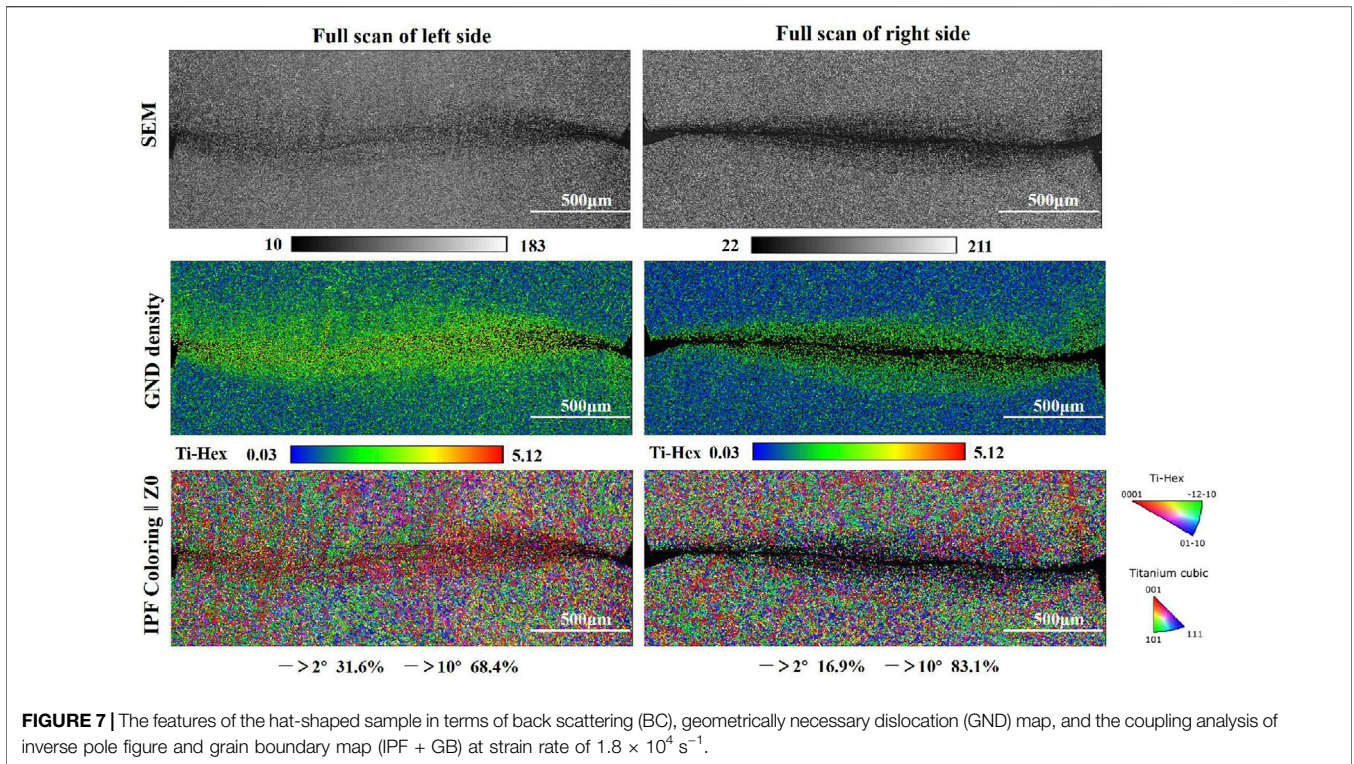 Full scan of left side
Full scan of right side
SEM
500μm
500μm
10 183
22 211
GND density
500μm
500μm
Ti-Hex 0.03 5.12
Ti-Hex 0.03 5.12
IPF Coloring || Z0
500μm
500μm
Ti-Hex
0001 -12-10
01-10
Titanium cubic
001
101 111
—>2° 31.6% —>10° 68.4%
—>2° 16.9% —>10° 83.1%
FIGURE 7 | The features of the hat-shaped sample in terms of back scattering (BC), geometrically necessary dislocation (GND) map, and the coupling analysis of
inverse pole figure and grain boundary map (IPF + GB) at strain rate of 1.8 × 10⁴ s⁻¹.